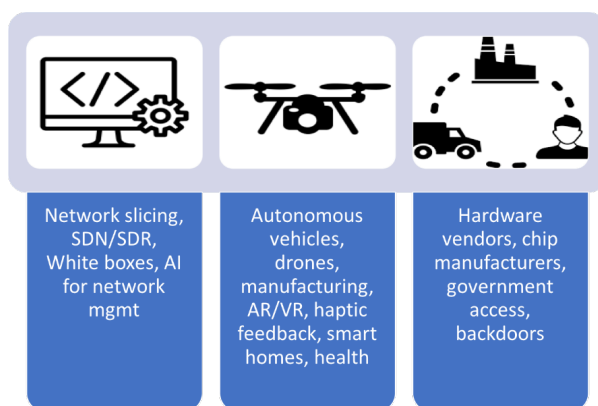 </>
Network slicing,
SDN/SDR,
White boxes, AI
for network
mgmt
Autonomous
vehicles,
drones,
manufacturing,
AR/VR, haptic
feedback, smart
homes, health
Hardware
vendors, chip
manufacturers,
government
access,
backdoors